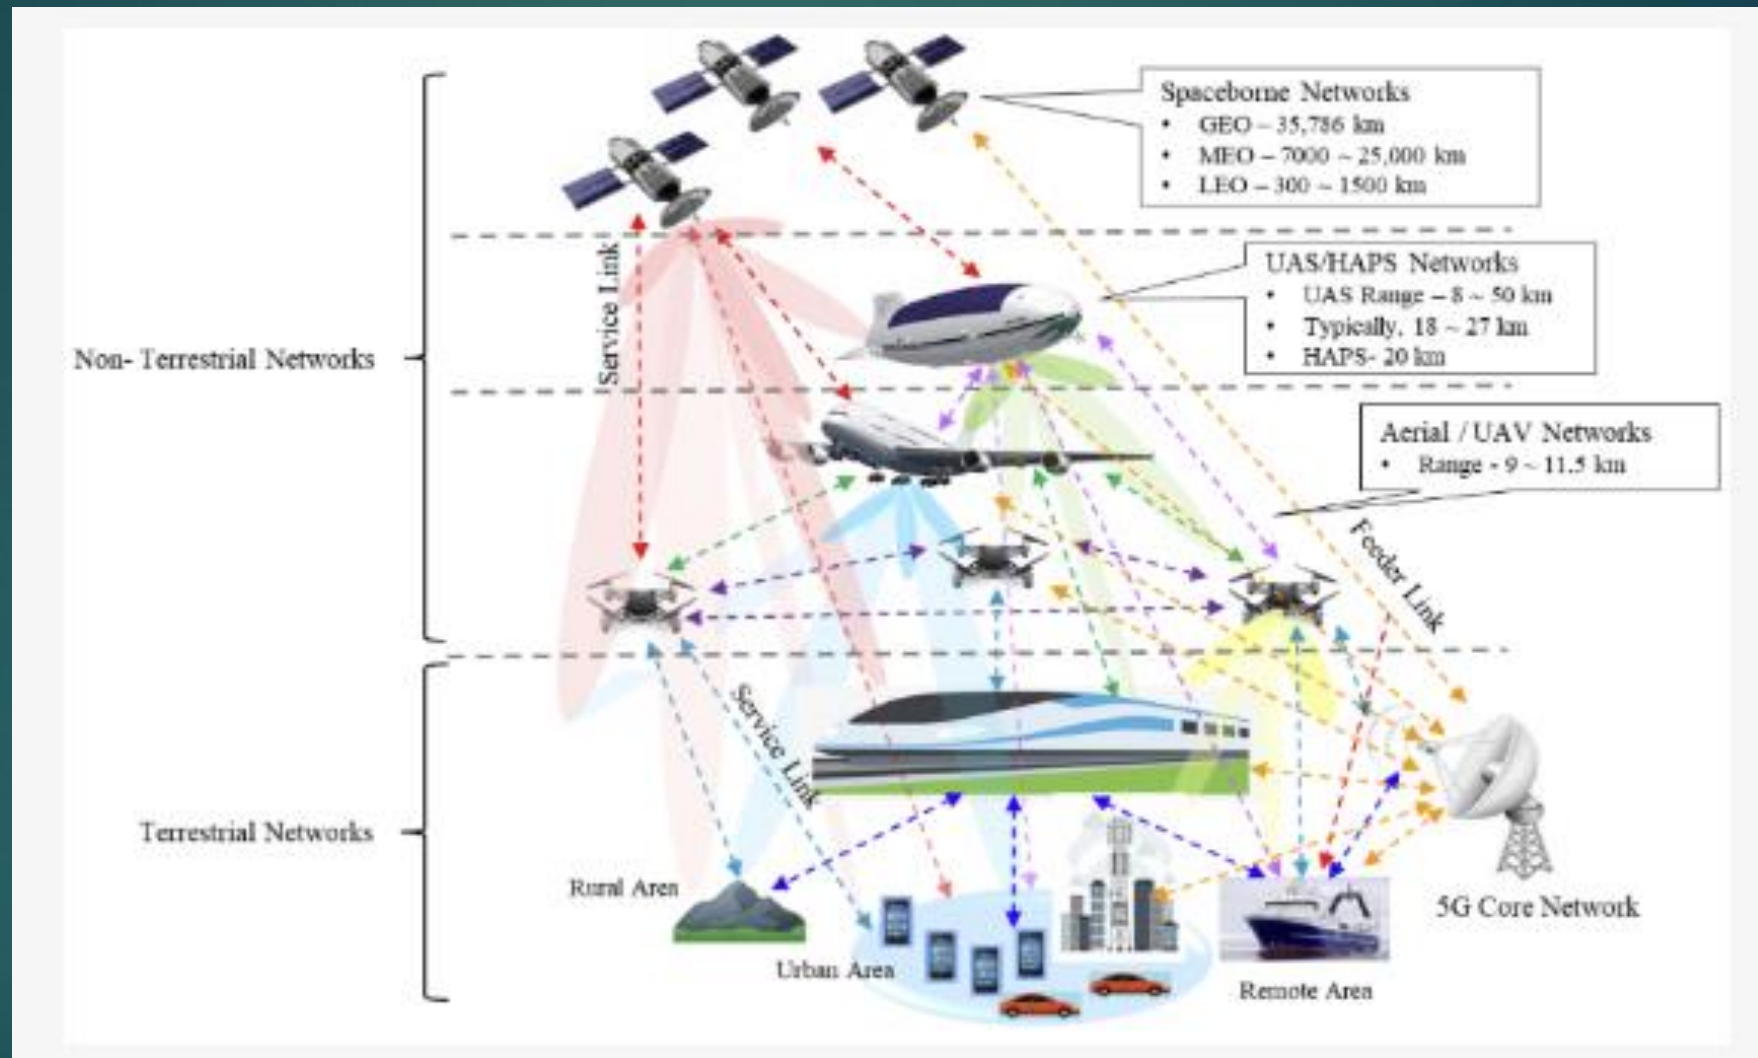 Spaceborne Networks
• GEO – 35,786 km
• MEO – 7000 ~ 25,000 km
• LEO – 300 ~ 1500 km
Service Link
UAS/HAPS Networks
• UAS Range – 8 ~ 50 km
• Typically, 18 ~ 27 km
• HAPS- 20 km
Non- Terrestrial Networks
Aerial / UAV Networks
• Range - 9 ~ 11.5 km
Feeder Link
Service Link
Terrestrial Networks
Rural Area
Urban Area
5G Core Network
Remote Area